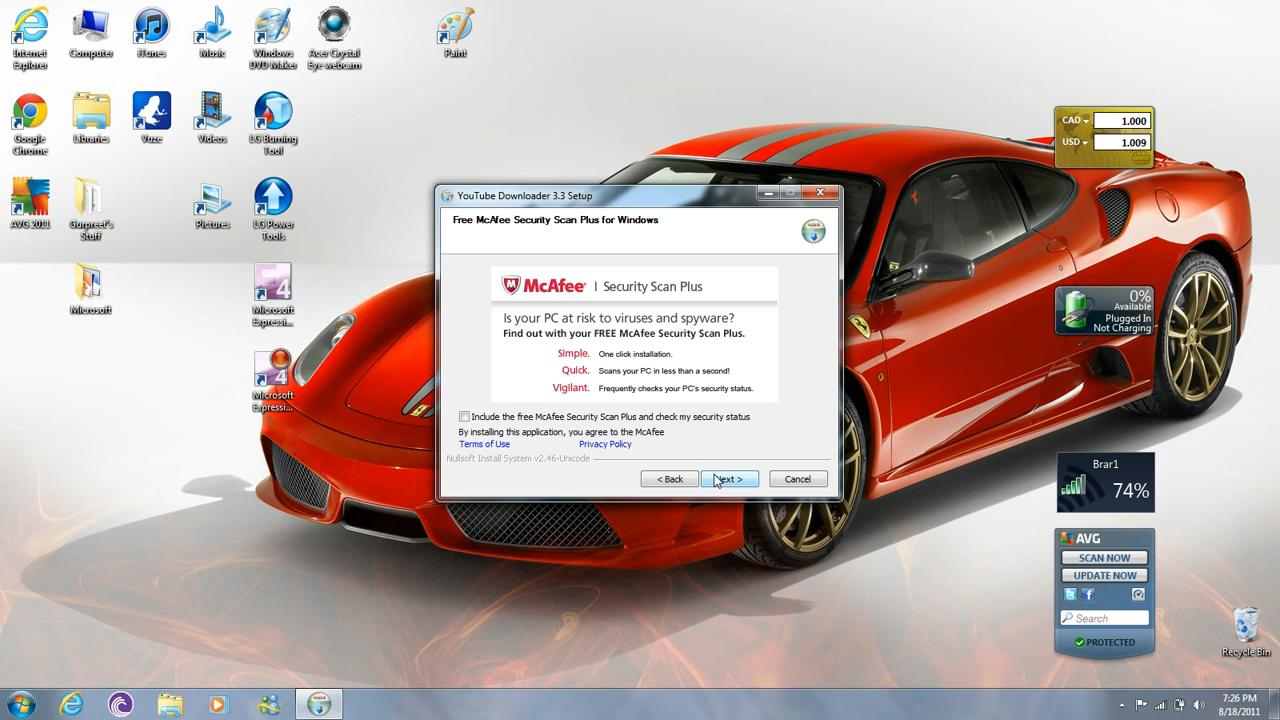 Internet
Explorer
Computer
iTunes
Music
Windows
DVD Maker
Acer Crystal
Eye webcam
Paint
Google
Chrome
Libraries
Vuze
Videos
LG Burning
Tool
AVG 2011
Gurpreet's
Stuff
Pictures
LG Power
Tools
Microsoft
Microsoft
Expressi...
Microsoft
Expressi...
YouTube Downloader 3.3 Setup
Free McAfee Security Scan Plus for Windows
McAfee® | Security Scan Plus
Is your PC at risk to viruses and spyware?
Find out with your FREE McAfee Security Scan Plus.
Simple. One click installation.
Quick. Scans your PC in less than a second!
Vigilant. Frequently checks your PC's security status.
Include the free McAfee Security Scan Plus and check my security status
By installing this application, you agree to the McAfee
Terms of Use Privacy Policy
Nullsoft Install System v2.46-Unicode
< Back Next > Cancel
CAD 1.000
USD 1.009
0%
Available
Plugged In
Not Charging
Brar1
74%
AVG
SCAN NOW
UPDATE NOW
Search
PROTECTED
Recycle Bin
7:26 PM
8/18/2011